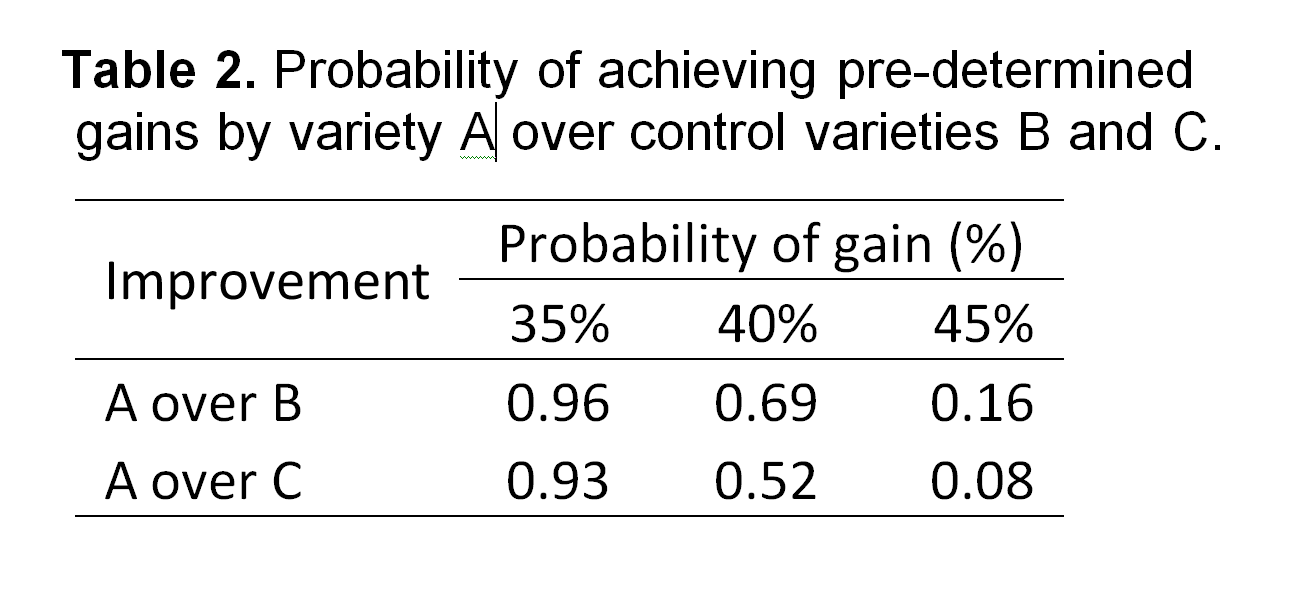 Table 2. Probability of achieving pre-determined
gains by variety A over control varieties B and C.
Improvement
Probability of gain (%)
35% 40% 45%
A over B 0.96 0.69 0.16
A over C 0.93 0.52 0.08